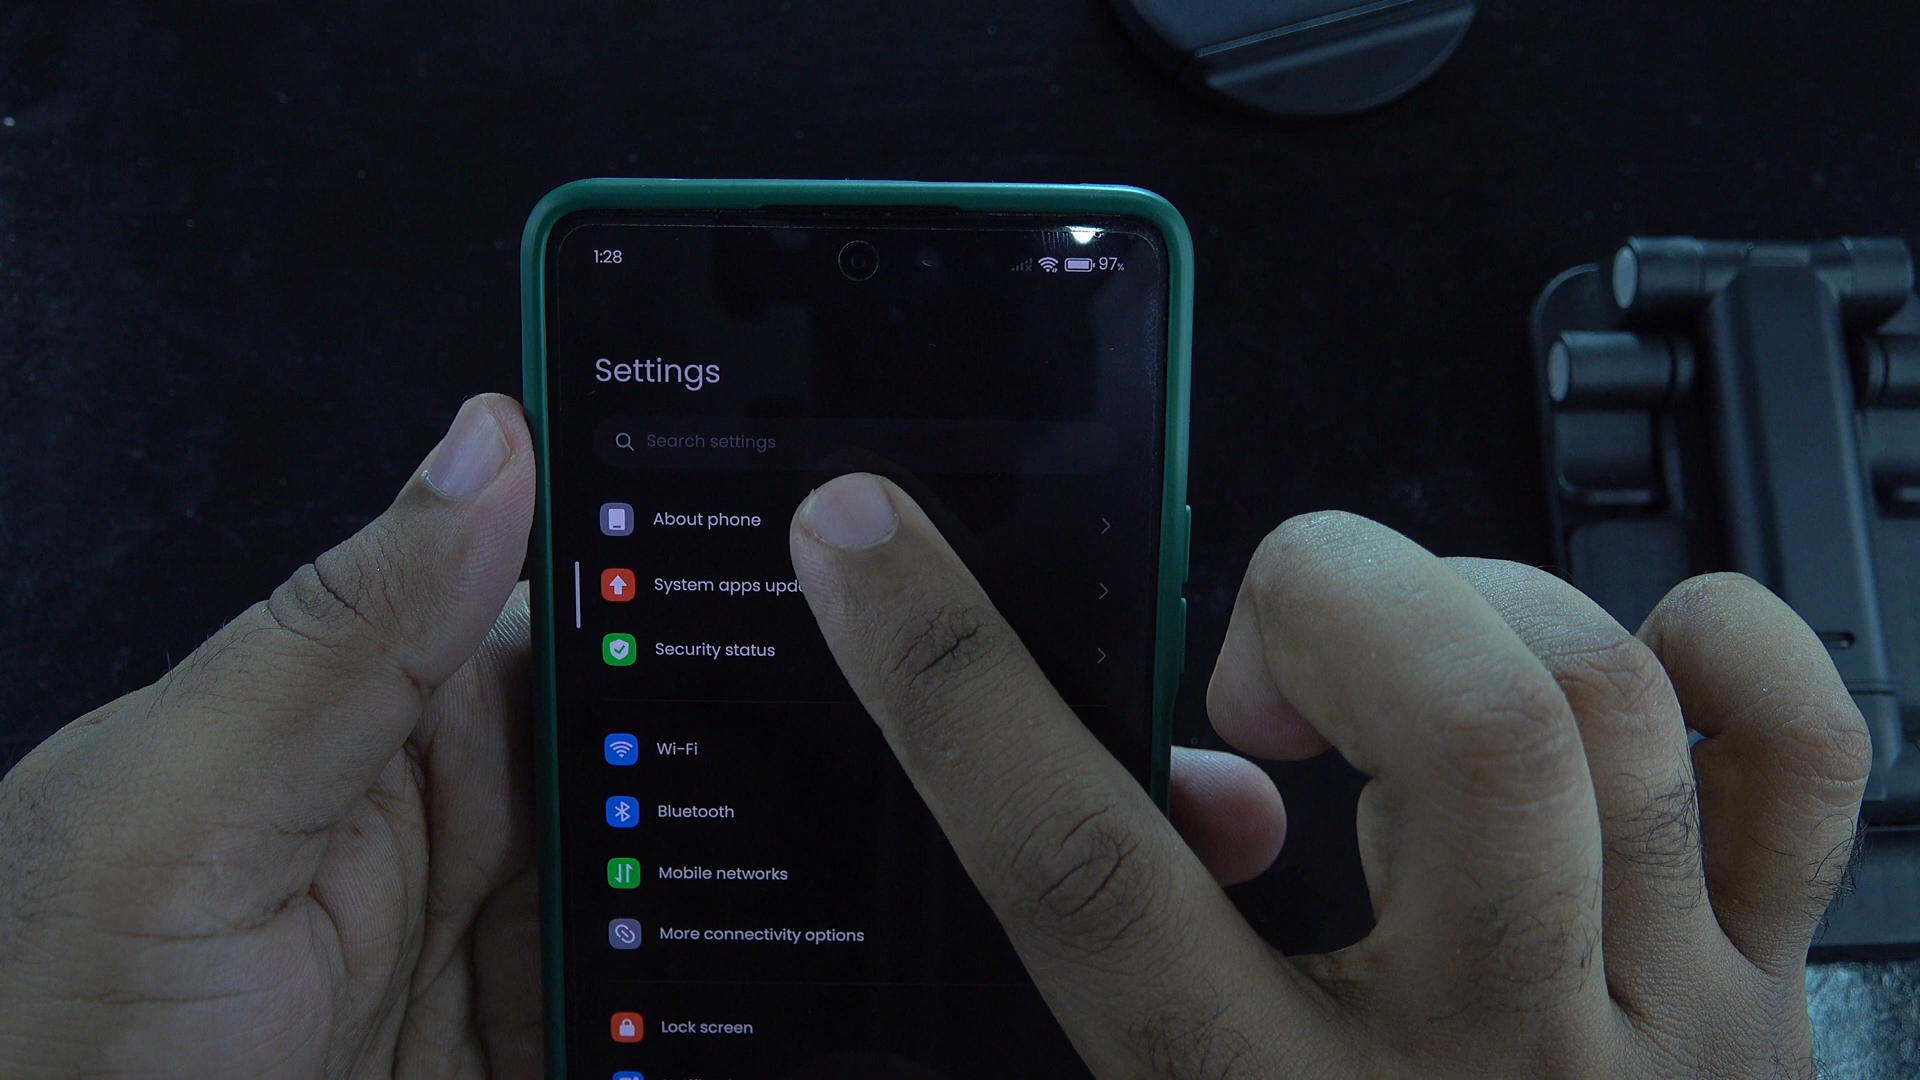 1:28
97%
Settings
Search settings
About phone
System apps upd
Security status
Wi-Fi
Bluetooth
Mobile networks
More connectivity options
Lock screen